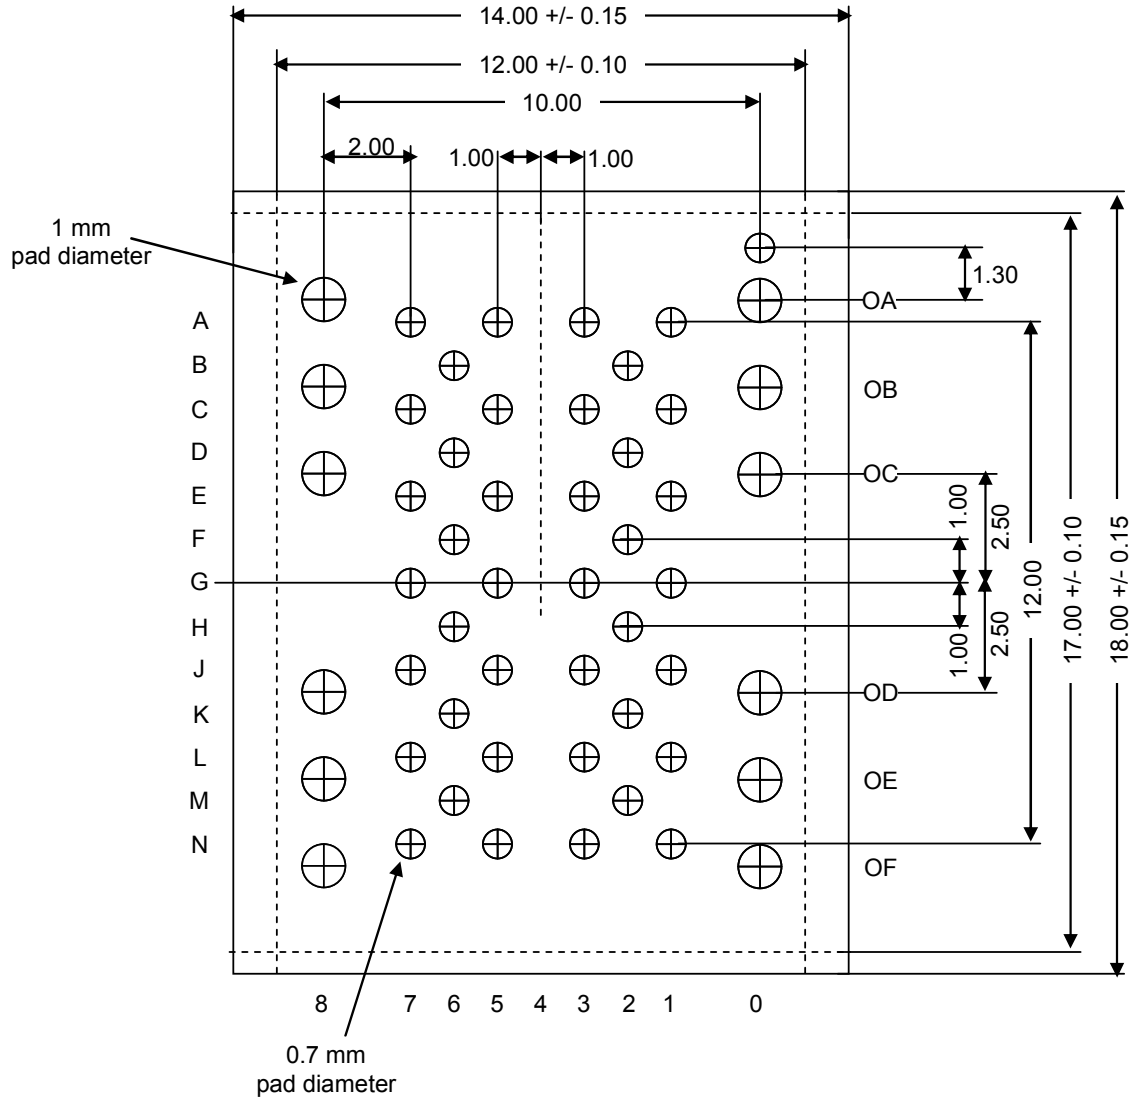 14.00 +/- 0.15
12.00 +/- 0.10
10.00
2.00
1.00
1.00
1 mm
pad diameter
1.30
OA
A
B
OB
C
D
OC
E
1.00
2.50
F
G
12.00
17.00 +/- 0.10
18.00 +/- 0.15
H
1.00
2.50
J
OD
K
L
OE
M
N
OF
8 7 6 5 4 3 2 1 0
0.7 mm
pad diameter